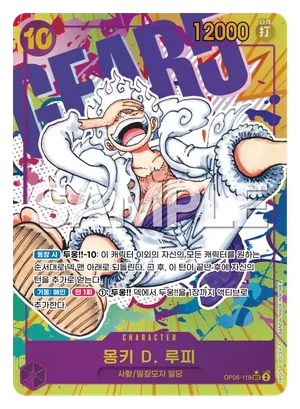 10
12000
타격
打
GEAR5
SAMPLE
등장 시 두웅!!-10: 이 캐릭터 이외의 자신의 모든 캐릭터를 원하는
순서대로 덱 맨 아래로 되돌린다. 그 후, 이 턴이 끝난 후에 자신의
턴을 추가로 얻는다.
기동: 메인 턴 1회 ①: 두웅!! 덱에서 두웅!!을 1장까지 액티브로
추가한다.
CHARACTER
몽키 D. 루피
사황/밀짚모자 일당
OP05-119 SEC 2